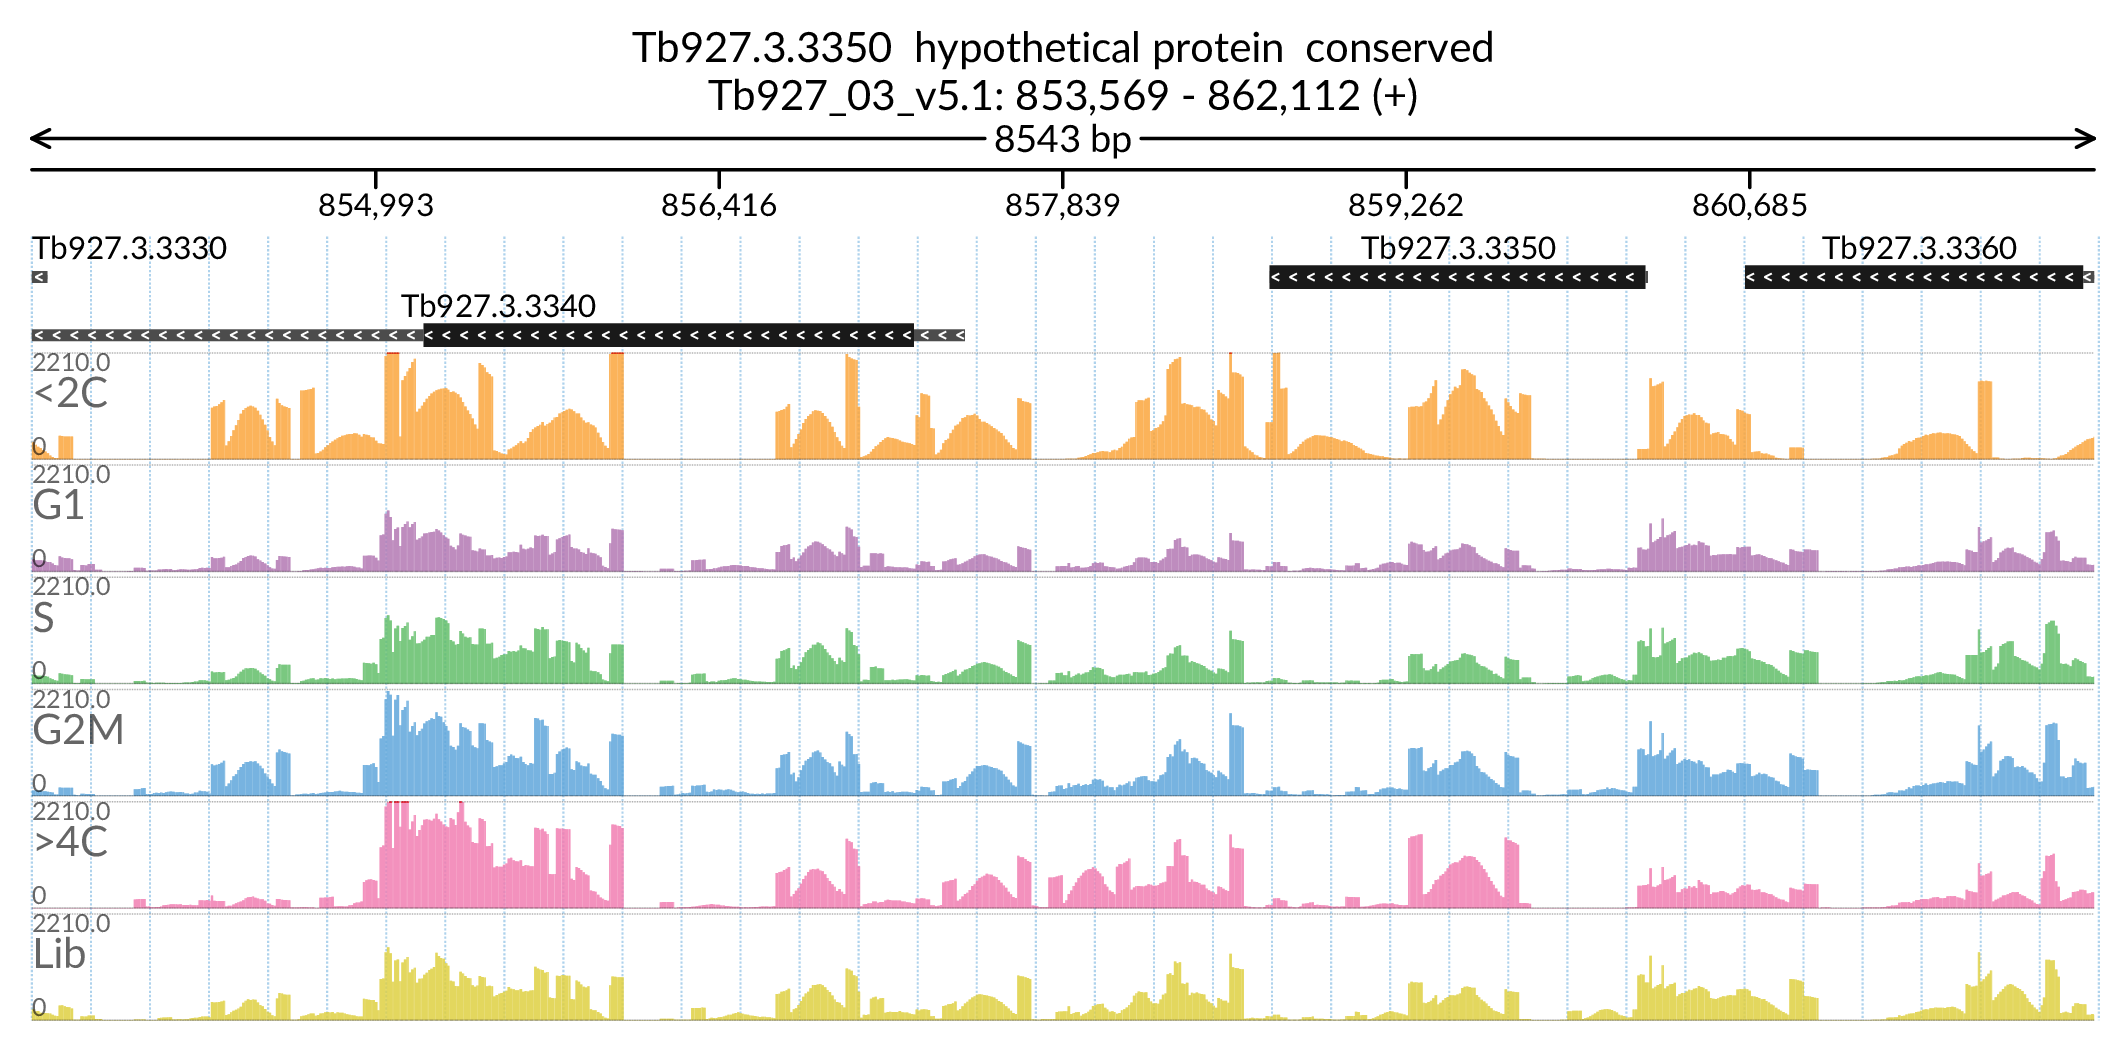 Tb927.3.3350  hypothetical protein  conserved
Tb927_03_v5.1: 853,569 - 862,112 (+)
8543 bp
854,993 856,416 857,839 859,262 860,685
Tb927.3.3330 Tb927.3.3350 Tb927.3.3360
Tb927.3.3340
2210.0
<2C
0
2210.0
G1
0
2210.0
S
0
2210.0
G2M
0
2210.0
>4C
0
2210.0
Lib
0